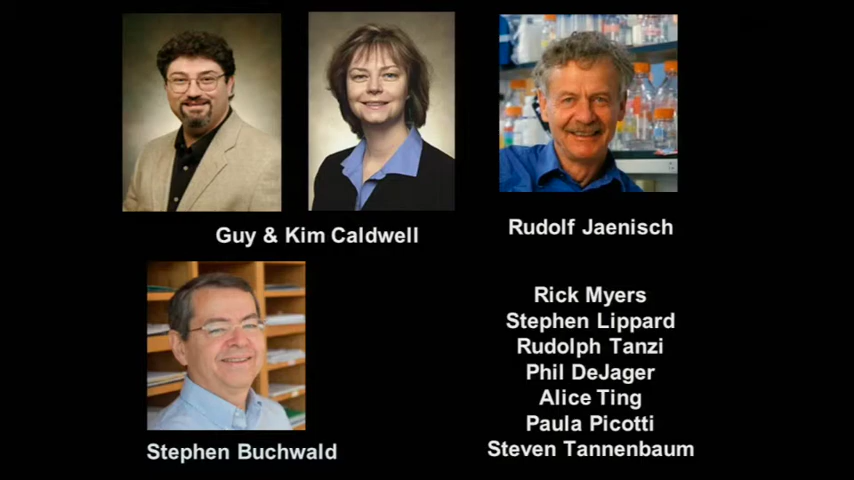 Guy & Kim Caldwell
Rudolf Jaenisch
Stephen Buchwald
Rick Myers
Stephen Lippard
Rudolph Tanzi
Phil DeJager
Alice Ting
Paula Picotti
Steven Tannenbaum